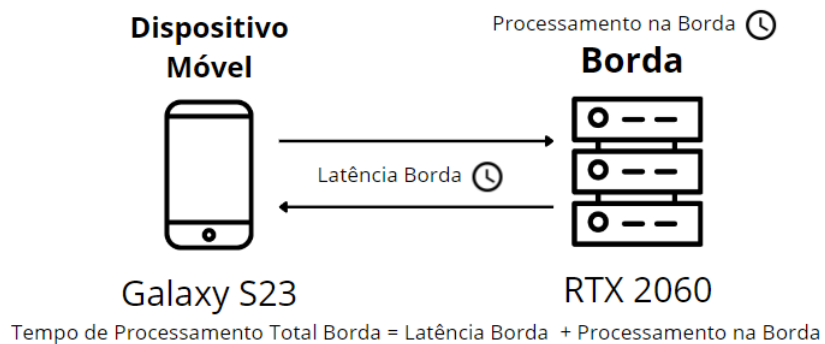 Dispositivo
Móvel
Processamento na Borda
Borda
Latência Borda
Galaxy S23
RTX 2060
Tempo de Processamento Total Borda = Latência Borda + Processamento na Borda